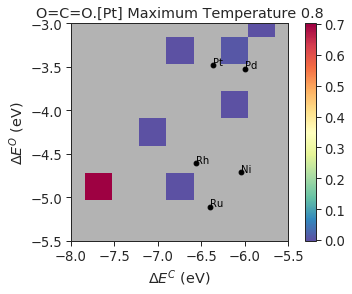 O=C=O.[Pt] Maximum Temperature 0.8
−3.0
−3.5
−4.0
−4.5
−5.0
−5.5
−8.0 −7.5 −7.0 −6.5 −6.0 −5.5
ΔE^O (eV)
ΔE^C (eV)
Pt
Pd
Rh
Ni
Ru
0.7
0.6
0.5
0.4
0.3
0.2
0.1
0.0